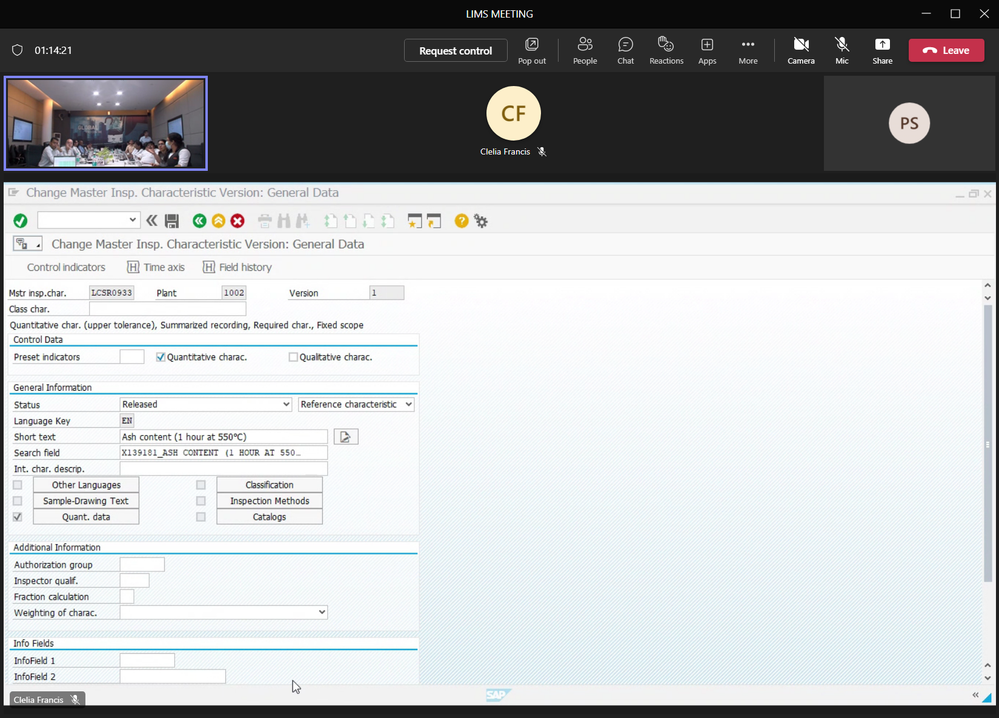 LIMS MEETING
01:14:21
Request control
Pop out
People
Chat
Reactions
Apps
More
Camera
Mic
Share
Leave
GLOBAL
CF
Clelia Francis
PS
Change Master Insp. Characteristic Version: General Data
Change Master Insp. Characteristic Version: General Data
Control indicators
Time axis
Field history
Mstr insp.char. LCSR0933 Plant 1002 Version 1
Class char.
Quantitative char. (upper tolerance), Summarized recording, Required char., Fixed scope
Control Data
Preset indicators Quantitative charac. Qualitative charac.
General Information
Status Released Reference characteristic
Language Key EN
Short text Ash content (1 hour at 550°C)
Search field X139181_ASH CONTENT (1 HOUR AT 550…
Int. char. descrip.
Other Languages Classification
Sample-Drawing Text Inspection Methods
Quant. data Catalogs
Additional Information
Authorization group
Inspector qualif.
Fraction calculation
Weighting of charac.
Info Fields
InfoField 1
InfoField 2
Clelia Francis
SAP